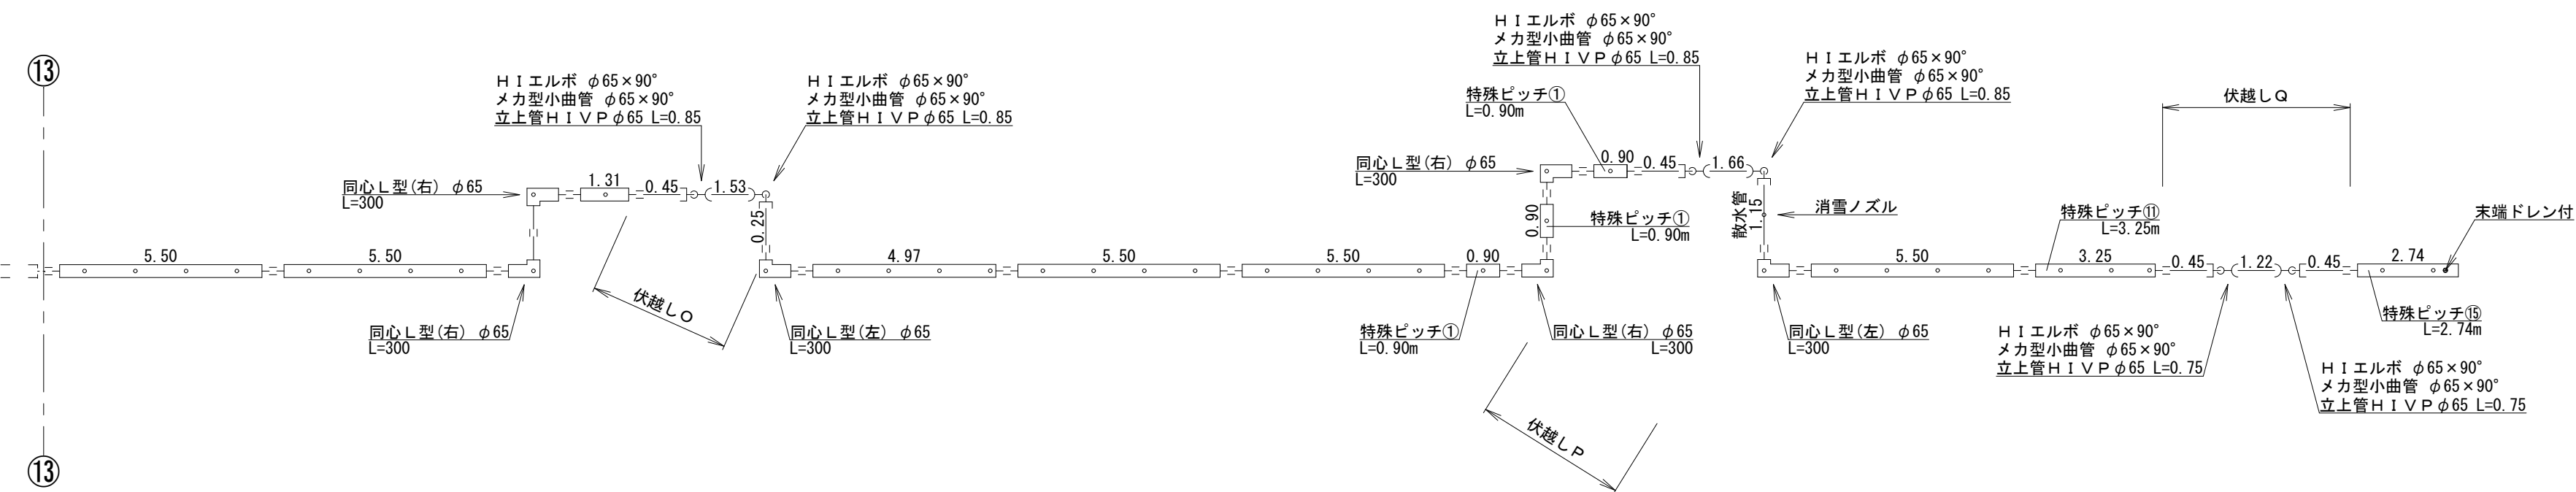 ⑬
ＨＩエルボ φ65×90°
メカ型小曲管 φ65×90°
立上管ＨＩＶＰφ65 L=0.85
ＨＩエルボ φ65×90°
メカ型小曲管 φ65×90°
立上管ＨＩＶＰφ65 L=0.85
ＨＩエルボ φ65×90°
メカ型小曲管 φ65×90°
立上管ＨＩＶＰφ65 L=0.85
ＨＩエルボ φ65×90°
メカ型小曲管 φ65×90°
立上管ＨＩＶＰφ65 L=0.85
特殊ピッチ①
L=0.90m
伏越しＱ
同心Ｌ型(右) φ65
L=300
1.31
0.45
1.53
0.25
同心Ｌ型(右) φ65
L=300
0.90
0.45
1.66
0.90
特殊ピッチ①
L=0.90m
散水管
1.15
消雪ノズル
特殊ピッチ⑪
L=3.25m
末端ドレン付
5.50
5.50
4.97
5.50
5.50
0.90
5.50
3.25
0.45
1.22
0.45
2.74
伏越しＯ
同心Ｌ型(右) φ65
L=300
同心Ｌ型(左) φ65
L=300
特殊ピッチ①
L=0.90m
同心Ｌ型(右) φ65
L=300
同心Ｌ型(左) φ65
L=300
ＨＩエルボ φ65×90°
メカ型小曲管 φ65×90°
立上管ＨＩＶＰφ65 L=0.75
特殊ピッチ⑮
L=2.74m
ＨＩエルボ φ65×90°
メカ型小曲管 φ65×90°
立上管ＨＩＶＰφ65 L=0.75
伏越しＰ
⑬